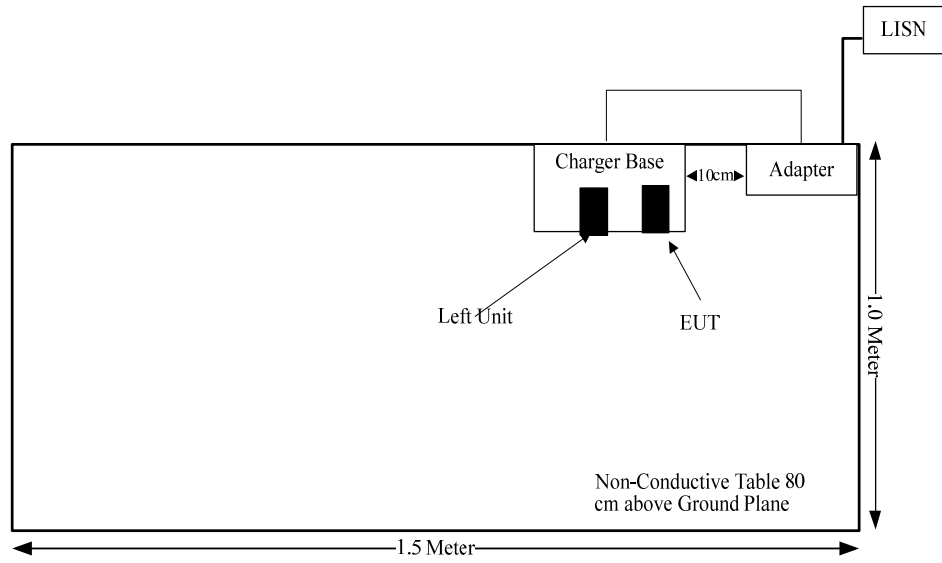 LISN
Charger Base
10cm
Adapter
Left Unit
EUT
1.0 Meter
Non-Conductive Table 80
cm above Ground Plane
1.5 Meter